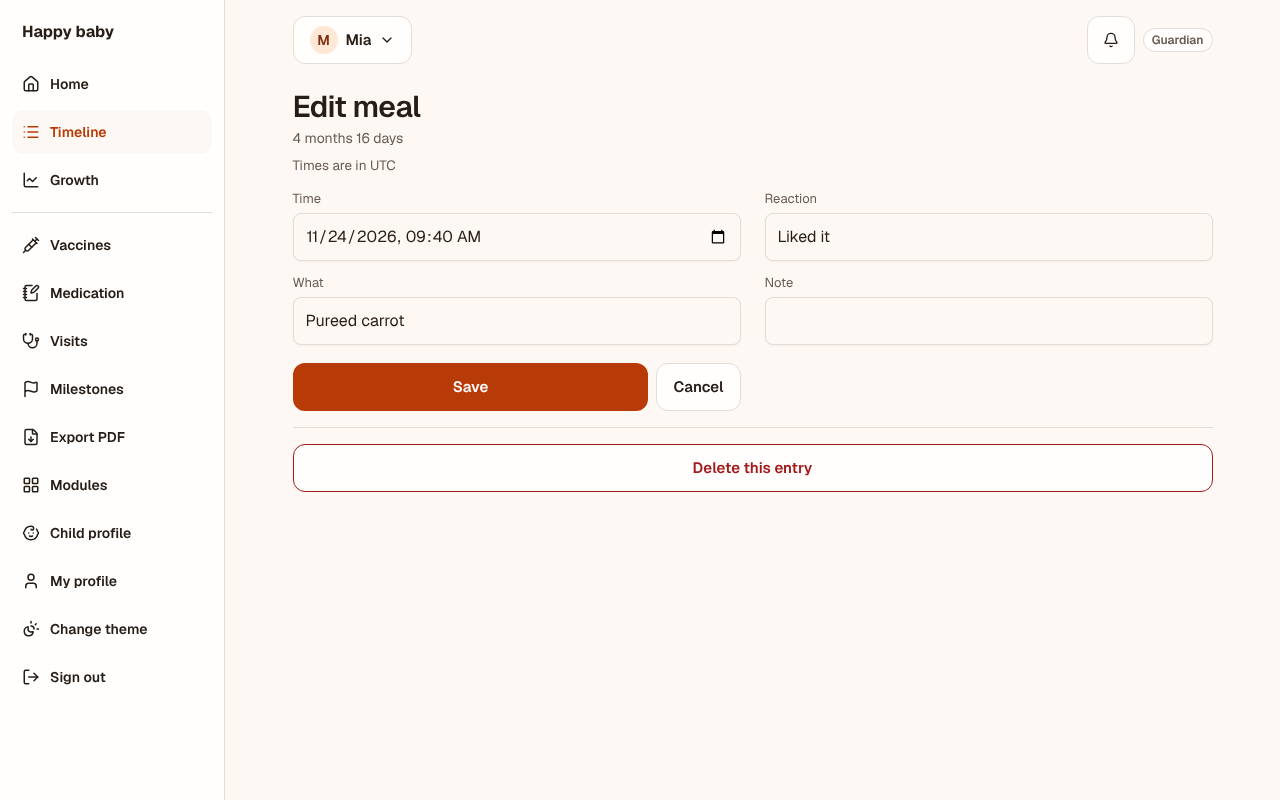 Happy baby
Home
Timeline
Growth
Vaccines
Medication
Visits
Milestones
Export PDF
Modules
Child profile
My profile
Change theme
Sign out
M Mia
Guardian
Edit meal
4 months 16 days
Times are in UTC
Time
11/24/2026, 09:40 AM
Reaction
Liked it
What
Pureed carrot
Note
Save
Cancel
Delete this entry